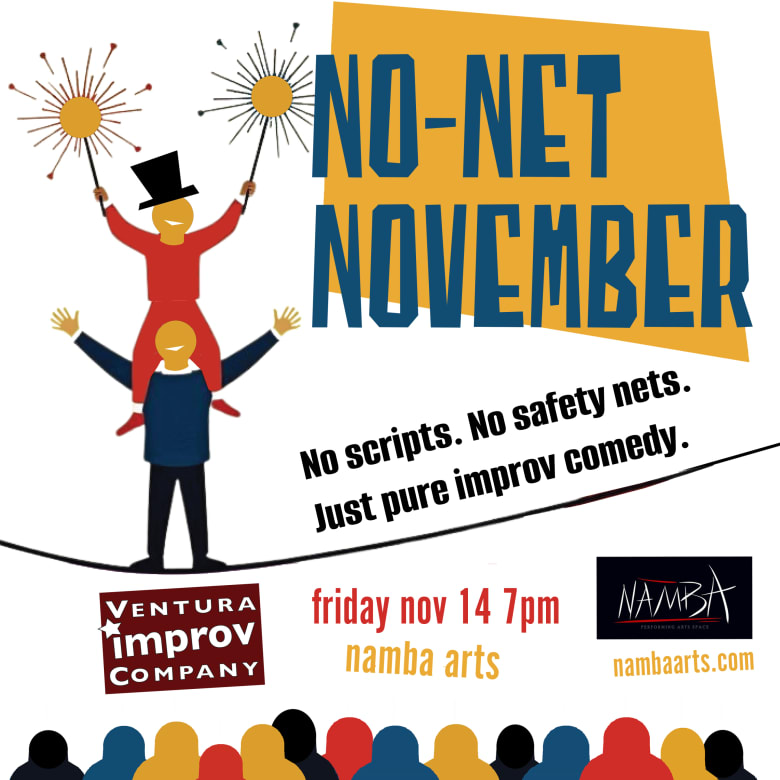 NO-NET
NOVEMBER
No scripts. No safety nets.
Just pure improv comedy.
VENTURA
improv
COMPANY
friday nov 14 7pm
namba arts
NAMBA
PERFORMING ARTS SPACE
nambaarts.com